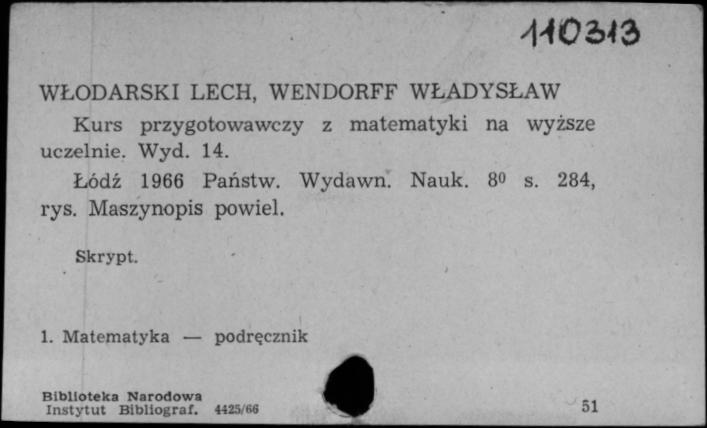 110313
WŁODARSKI LECH, WENDORFF WŁADYSŁAW
Kurs przygotowawczy z matematyki na wyższe
uczelnie. Wyd. 14.
Łódź 1966 Państw. Wydawn. Nauk. 8⁰ s. 284,
rys. Maszynopis powiel.
Skrypt.
1. Matematyka — podręcznik
Biblioteka Narodowa
Instytut Bibliograf. 4425/66 51